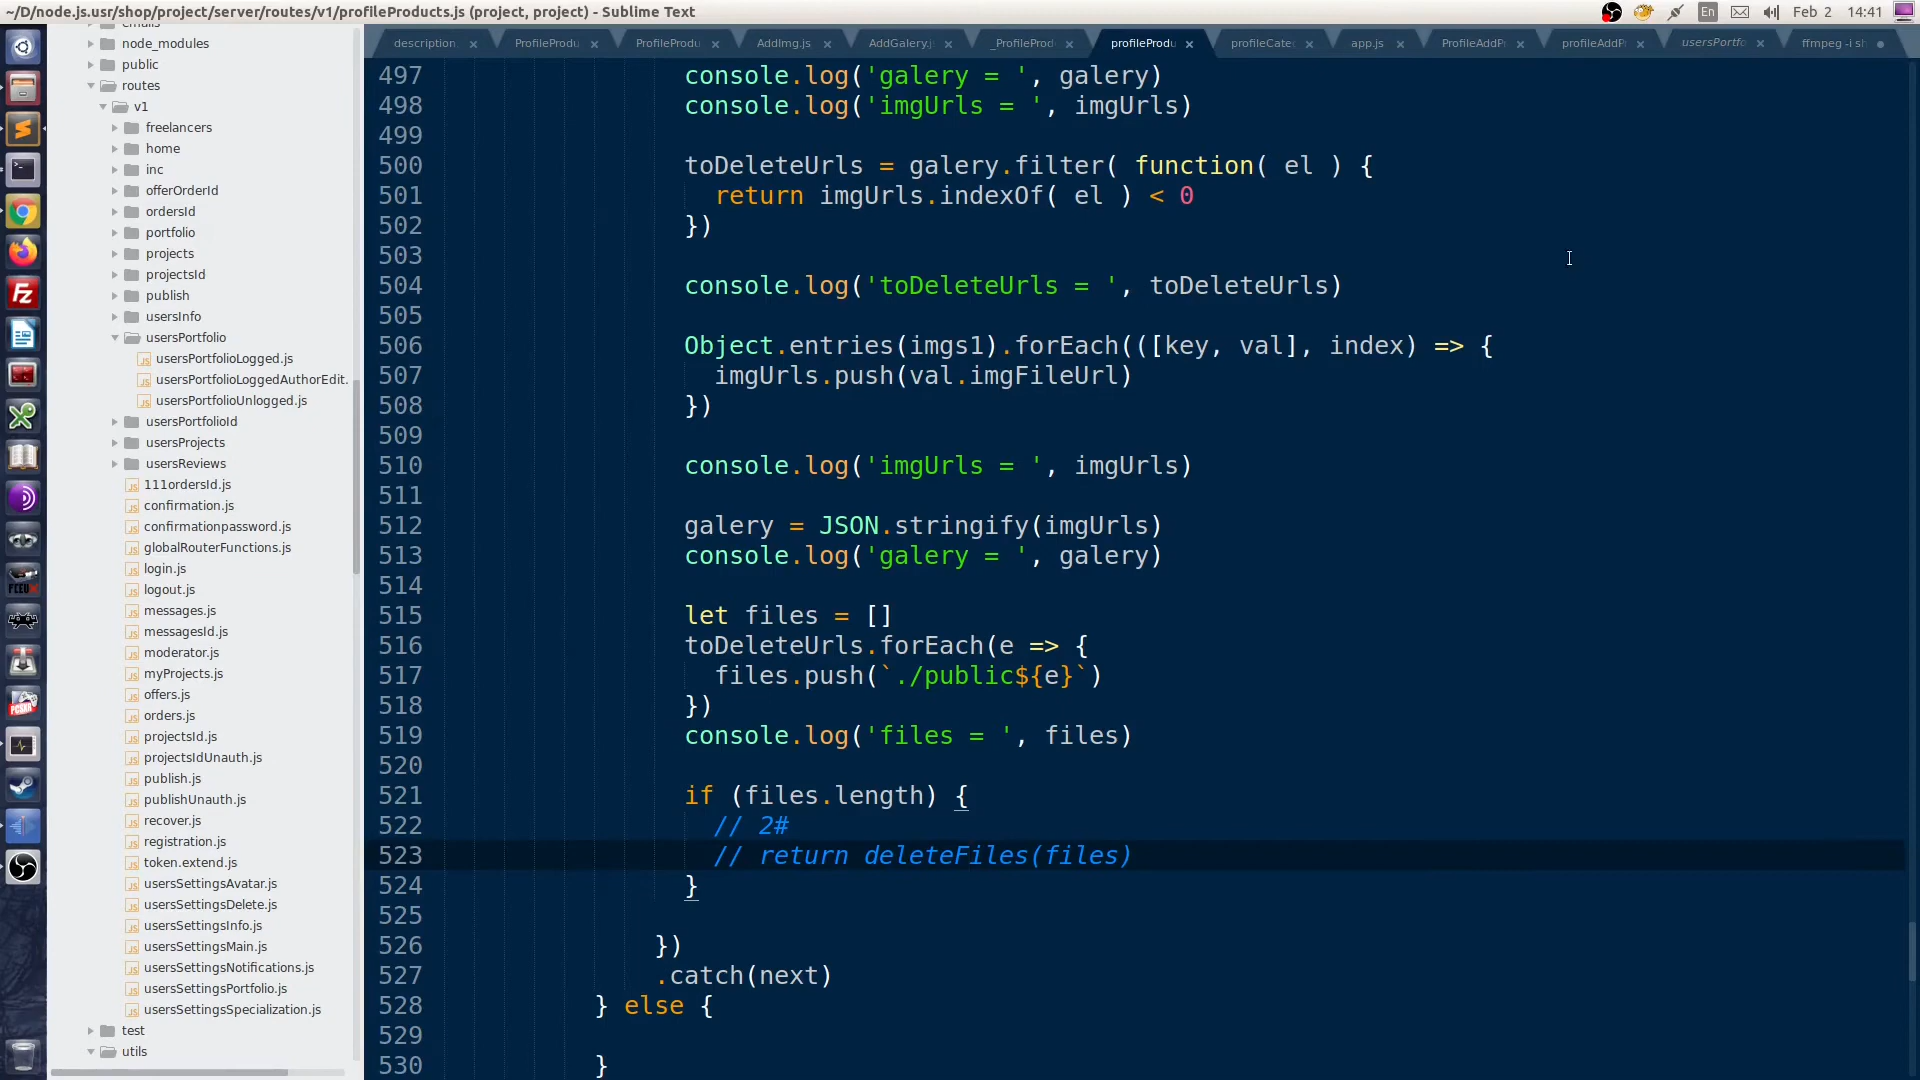 ~/D/node.js.usr/shop/project/server/routes/v1/profileProducts.js (project, project) - Sublime Text
En
Feb 2
14:41
description
ProfileProdu
ProfileProdu
AddImg.js
AddGalery.j
_ProfileProd
profileProdu
profileCate
app.js
ProfileAddP
profileAddP
usersPortfo
ffmpeg -i sh
emails
node_modules
public
routes
v1
freelancers
home
inc
offerOrderId
ordersId
portfolio
projects
projectsId
publish
usersInfo
usersPortfolio
usersPortfolioLogged.js
usersPortfolioLoggedAuthorEdit.
usersPortfolioUnlogged.js
usersPortfolioId
usersProjects
usersReviews
111ordersId.js
confirmation.js
confirmationpassword.js
globalRouterFunctions.js
login.js
logout.js
messages.js
messagesId.js
moderator.js
myProjects.js
offers.js
orders.js
projectsId.js
projectsIdUnauth.js
publish.js
publishUnauth.js
recover.js
registration.js
token.extend.js
usersSettingsAvatar.js
usersSettingsDelete.js
usersSettingsInfo.js
usersSettingsMain.js
usersSettingsNotifications.js
usersSettingsPortfolio.js
usersSettingsSpecialization.js
test
utils
497 console.log('galery = ', galery)
498 console.log('imgUrls = ', imgUrls)
499
500 toDeleteUrls = galery.filter( function( el ) {
501 return imgUrls.indexOf( el ) < 0
502 })
503
504 console.log('toDeleteUrls = ', toDeleteUrls)
505
506 Object.entries(imgs1).forEach(([key, val], index) => {
507 imgUrls.push(val.imgFileUrl)
508 })
509
510 console.log('imgUrls = ', imgUrls)
511
512 galery = JSON.stringify(imgUrls)
513 console.log('galery = ', galery)
514
515 let files = []
516 toDeleteUrls.forEach(e => {
517 files.push(`./public${e}`)
518 })
519 console.log('files = ', files)
520
521 if (files.length) {
522 // 2#
523 // return deleteFiles(files)
524 }
525
526 })
527 .catch(next)
528 } else {
529
530 }